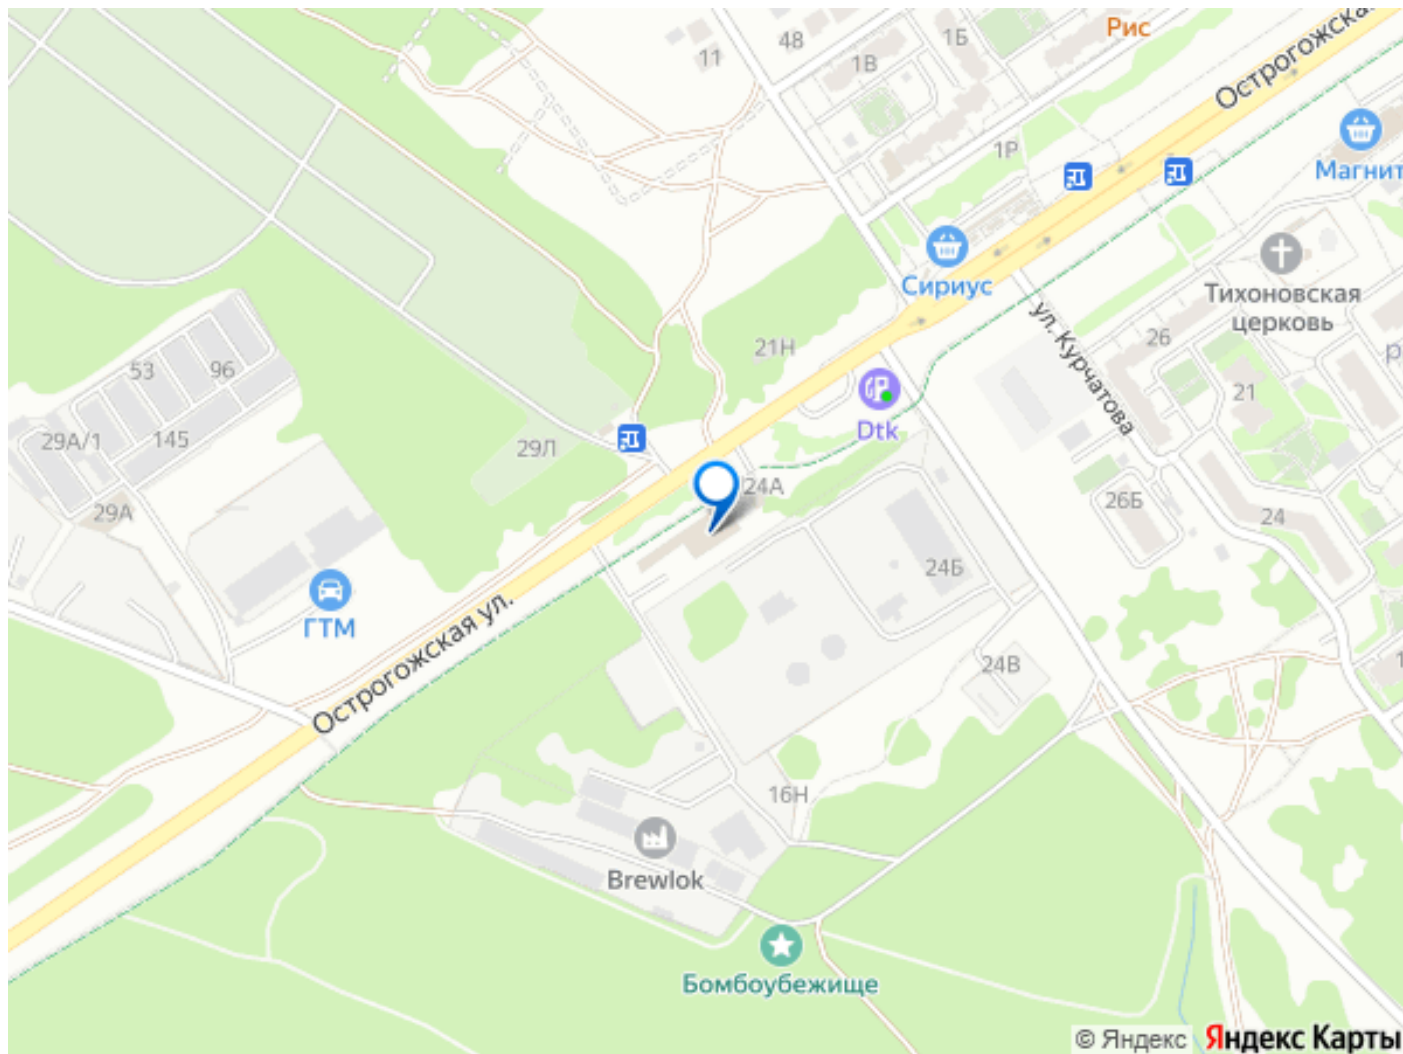 Рис
48
1Б
11
1В
Острогожская
1Р
Магнит
Сириус
Тихоновская
церковь
ул. Курчатова
21Н
26
53
96
21
Dtk
29А/1
145
29Л
24А
26Б
29А
24
24Б
ГТМ
Острогожская ул.
24В
16Н
Brewlok
Бомбоубежище
© Яндекс Яндекс Карты